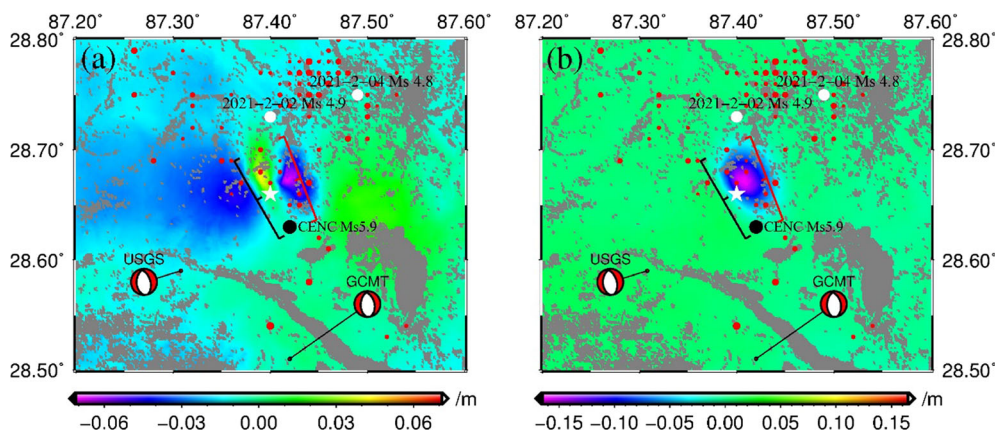 87.20° 87.30° 87.40° 87.50° 87.60°
87.20° 87.30° 87.40° 87.50° 87.60°
28.80°
(a)
2021-2-04 Ms 4.8
2021-2-02 Ms 4.9
28.70°
CENC Ms5.9
28.60°
USGS
GCMT
28.50°
-0.06 -0.03 0.00 0.03 0.06
/m
(b)
28.80°
2021-2-04 Ms 4.8
2021-2-02 Ms 4.9
28.70°
CENC Ms5.9
28.60°
USGS
GCMT
28.50°
-0.15 -0.10 -0.05 0.00 0.05 0.10 0.15
/m